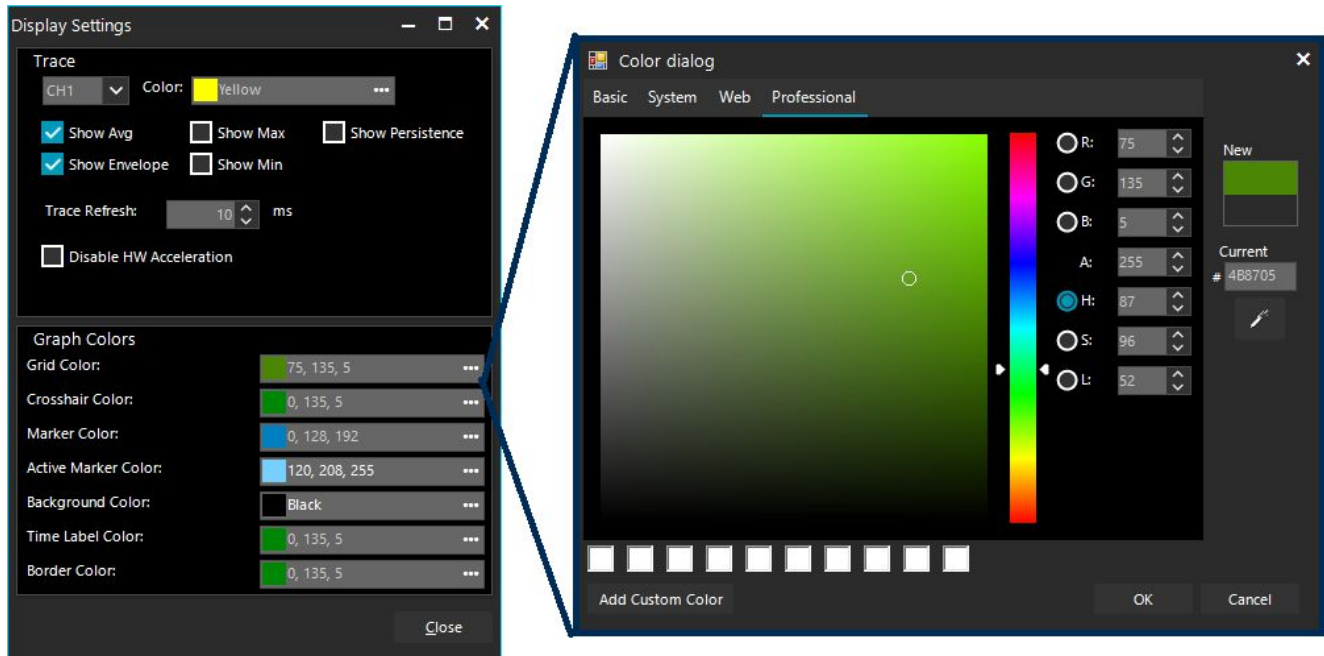 Display Settings
Trace
CH1 Color: Yellow ...
Show Avg Show Max Show Persistence
Show Envelope Show Min
Trace Refresh: 10 ms
Disable HW Acceleration
Graph Colors
Grid Color: 75, 135, 5 ...
Crosshair Color: 0, 135, 5 ...
Marker Color: 0, 128, 192 ...
Active Marker Color: 120, 208, 255 ...
Background Color: Black ...
Time Label Color: 0, 135, 5 ...
Border Color: 0, 135, 5 ...
Close
Color dialog
Basic System Web Professional
R: 75
G: 135
B: 5
A: 255
H: 87
S: 96
L: 52
New
Current
# 4B8705
Add Custom Color OK Cancel